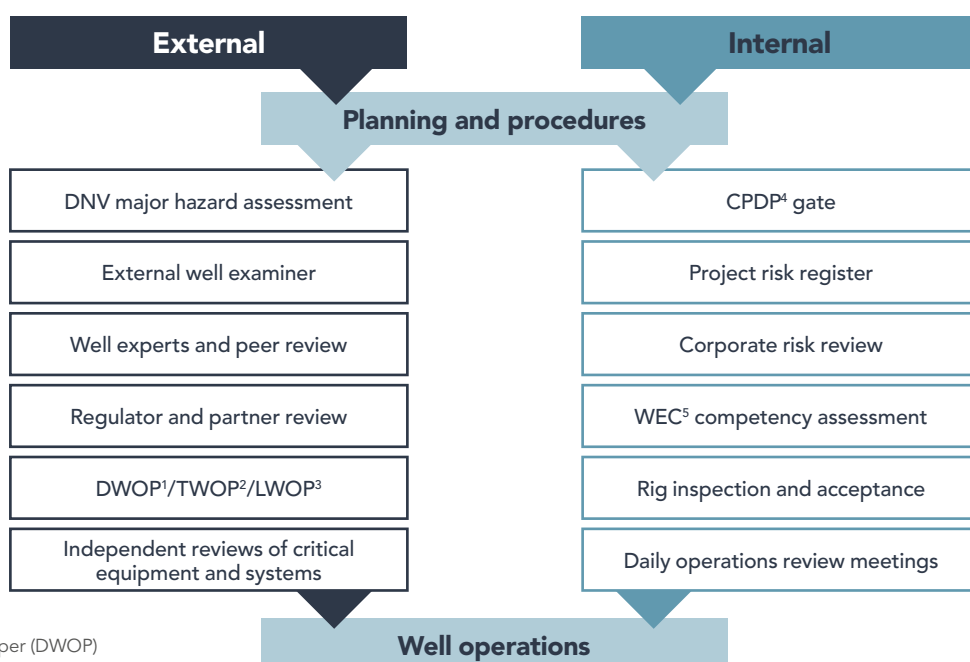 External
Internal
Planning and procedures
DNV major hazard assessment
External well examiner
Well experts and peer review
Regulator and partner review
DWOP¹/TWOP²/LWOP³
Independent reviews of critical
equipment and systems
CPDP⁴ gate
Project risk register
Corporate risk review
WEC⁵ competency assessment
Rig inspection and acceptance
Daily operations review meetings
(DWOP)
Well operations